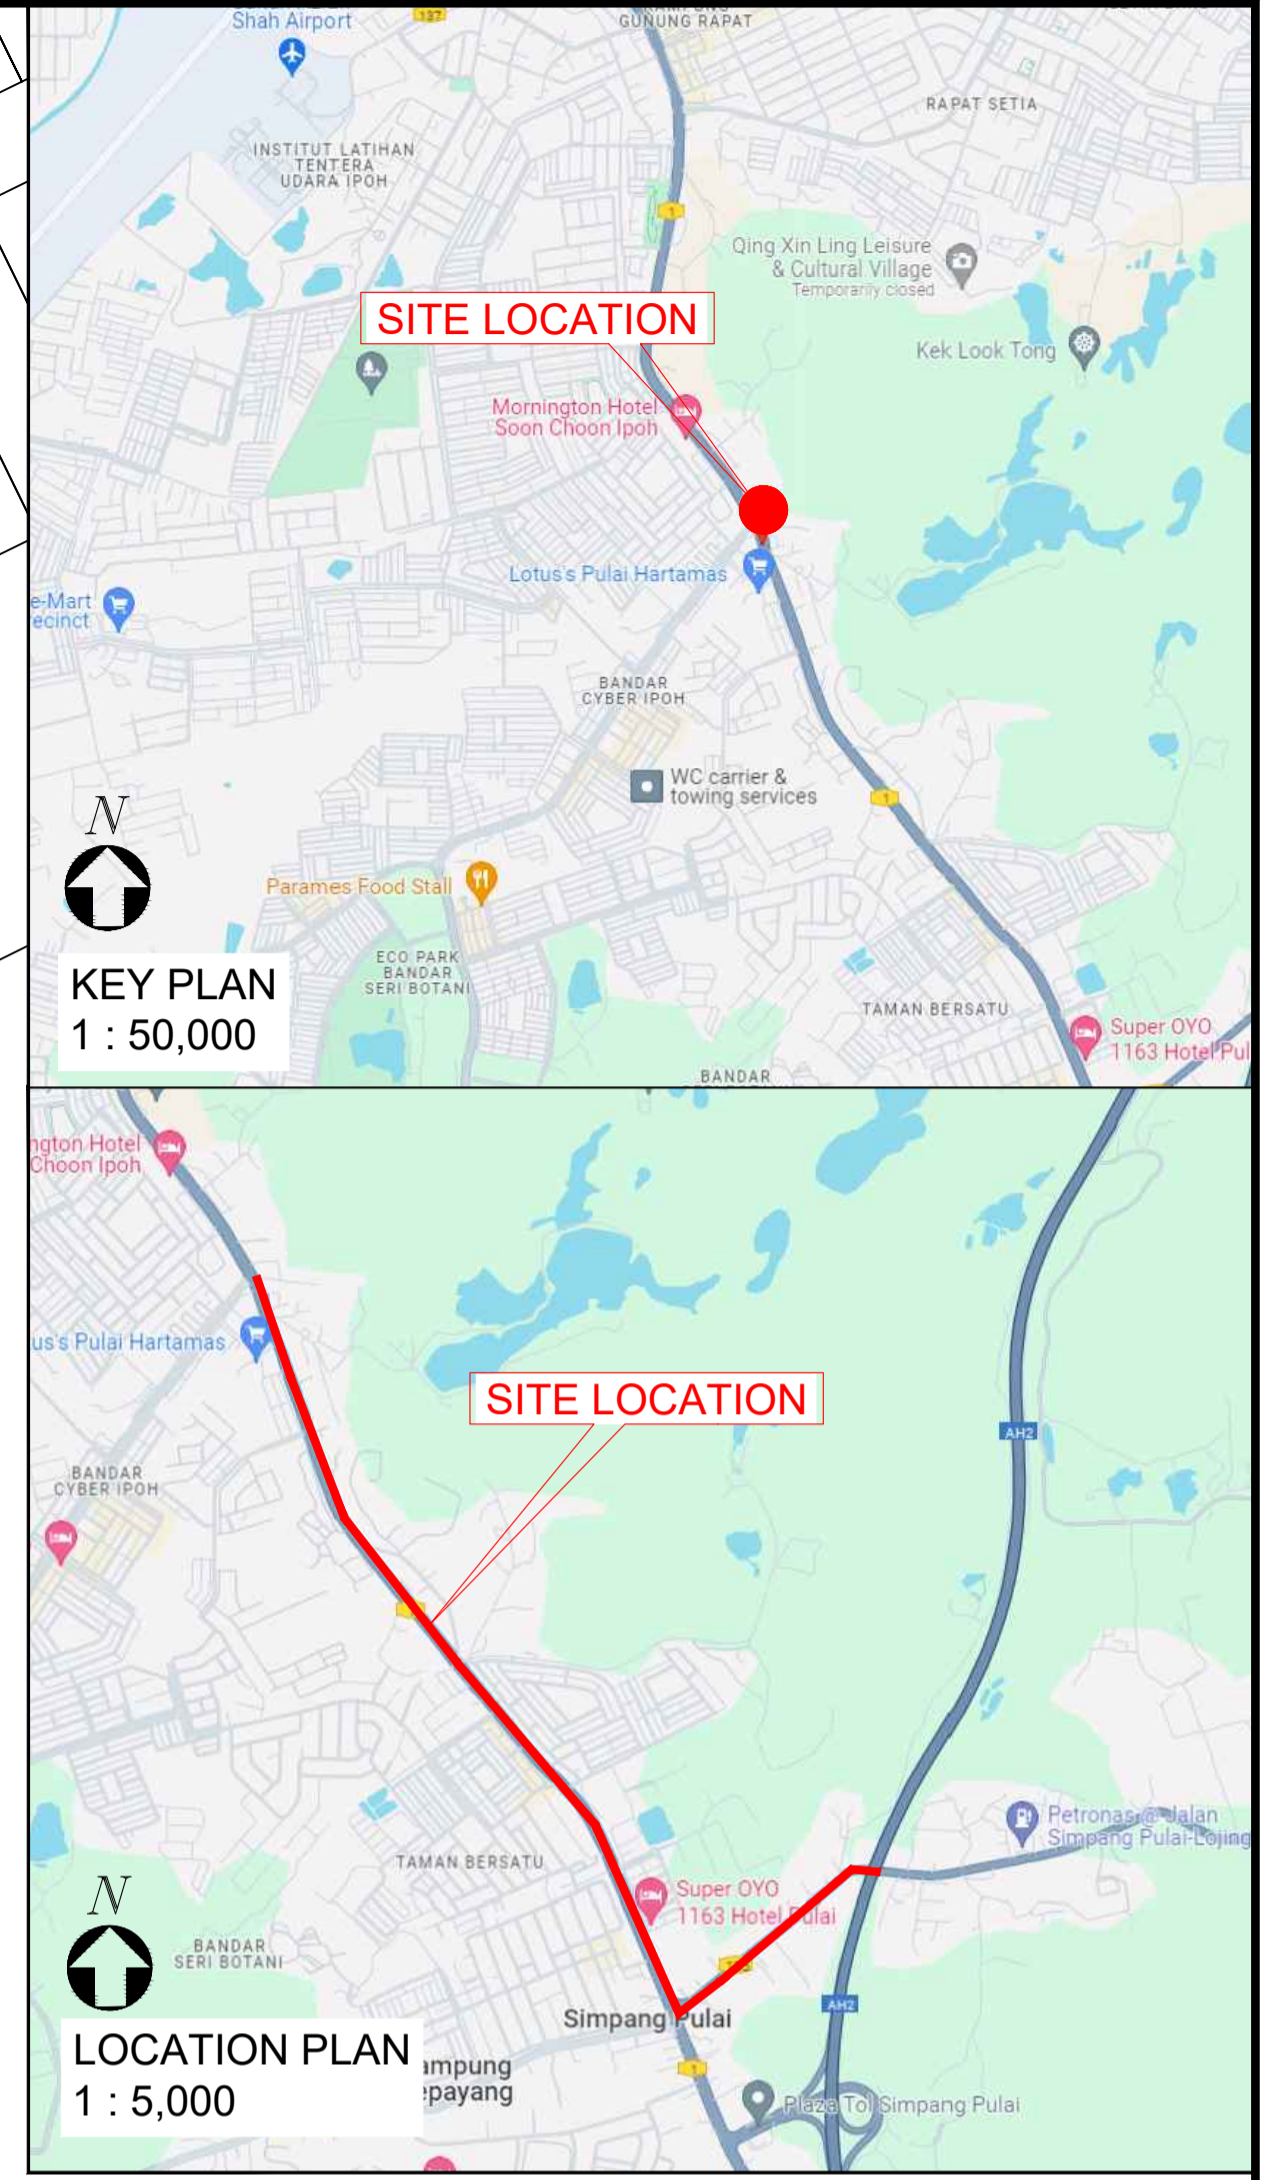 Shah Airport
137
GUNUNG RAPAT
RAPAT SETIA
INSTITUT LATIHAN
TENTERA
UDARA IPOH
1
Qing Xin Ling Leisure
& Cultural Village
Temporarily closed
SITE LOCATION
Kek Look Tong
Mornington Hotel
Soon Choon Ipoh
Lotus's Pulai Hartamas
e-Mart
ecinct
BANDAR
CYBER IPOH
WC carrier &
towing services
1
N
Parames Food Stall
ECO PARK
BANDAR
SERI BOTANI
KEY PLAN
1 : 50,000
TAMAN BERSATU
Super OYO
1163 Hotel Pul
BANDAR
ngton Hotel
Choon Ipoh
us's Pulai Hartamas
SITE LOCATION
AH2
BANDAR
CYBER IPOH
Petronas @ Jalan
Simpang Pulai-Lojing
TAMAN BERSATU
Super OYO
1163 Hotel Pulai
N
BANDAR
SERI BOTANI
AH2
Simpang Pulai
LOCATION PLAN
1 : 5,000
ampung
epayang
1
Plaza Tol Simpang Pulai